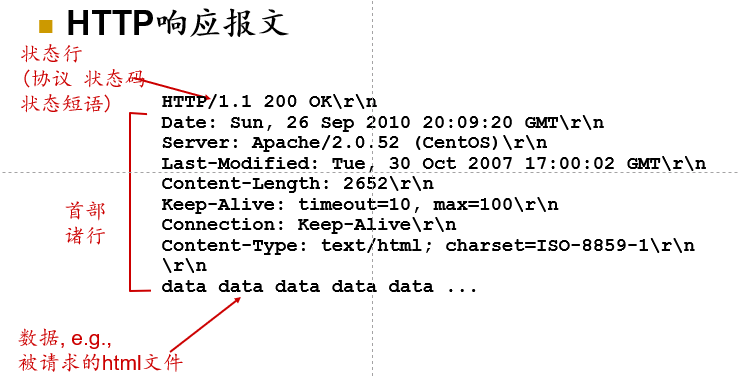 HTTP响应报文
状态行
(协议 状态码
状态短语)
HTTP/1.1 200 OK\r\n
Date: Sun, 26 Sep 2010 20:09:20 GMT\r\n
Server: Apache/2.0.52 (CentOS)\r\n
Last-Modified: Tue, 30 Oct 2007 17:00:02 GMT\r\n
Content-Length: 2652\r\n
Keep-Alive: timeout=10, max=100\r\n
Connection: Keep-Alive\r\n
Content-Type: text/html; charset=ISO-8859-1\r\n
\r\n
data data data data data ...
首部
诸行
数据, e.g.,
被请求的html文件